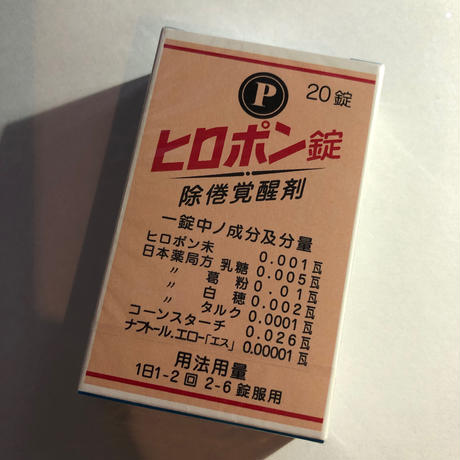 P
20錠
ヒロポン錠
除倦覚醒剤
一錠中ノ成分及分量
ヒロポン末 0.001瓦
日本薬局方 乳糖 0.005瓦
〃 葛粉 0.01瓦
〃 白穂 0.002瓦
〃 タルク 0.0001瓦
コーンスターチ 0.026瓦
ナフトール.エロー「エス」 0.00001瓦
用法用量
1日1-2回 2-6錠服用